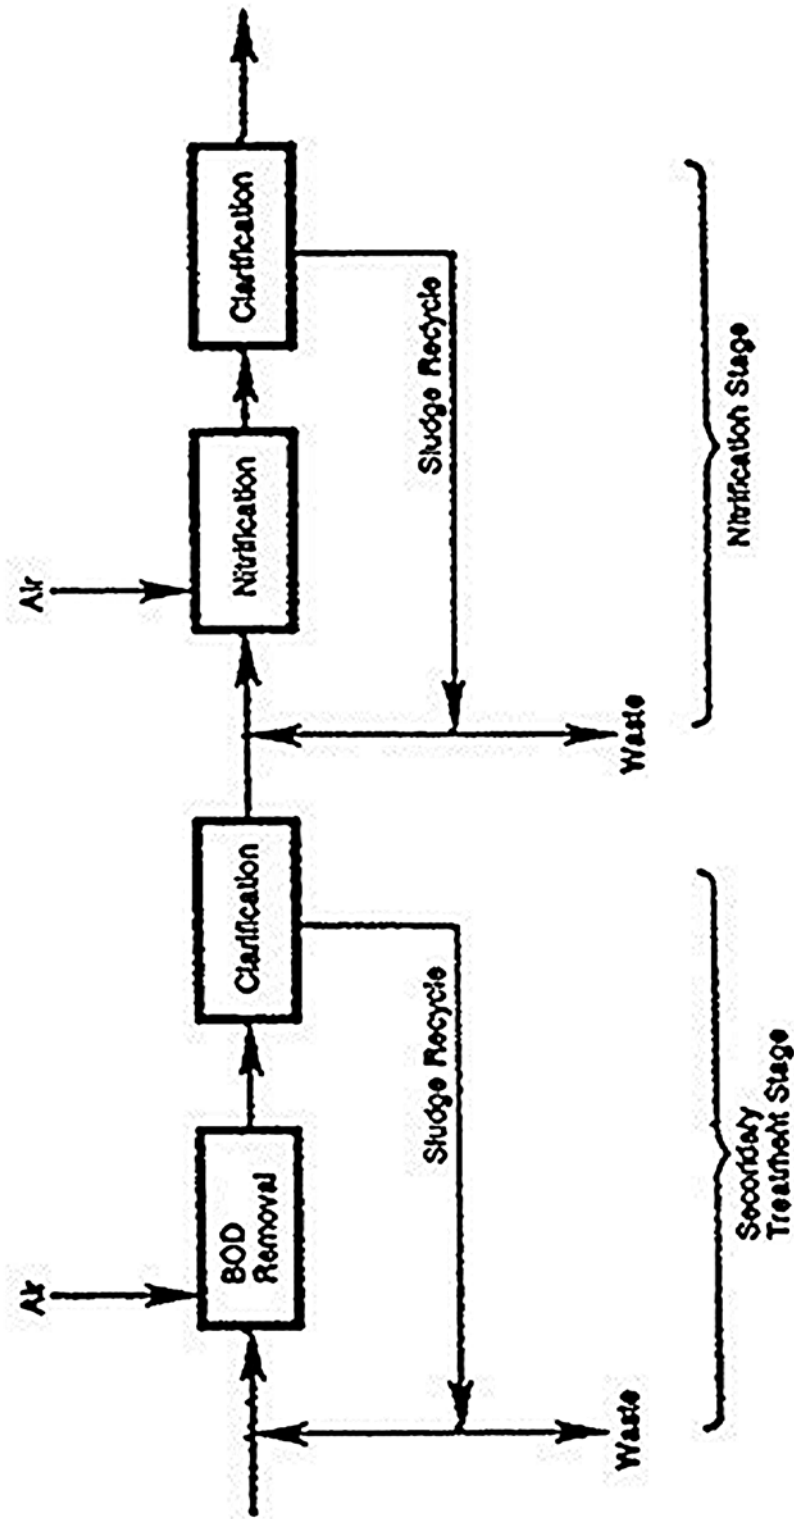 Air
Air
BOD
Removal
Clarification
Nitrification
Clarification
Sludge Recycle
Sludge Recycle
Waste
Waste
Secondary
Treatment Stage
Nitrification Stage